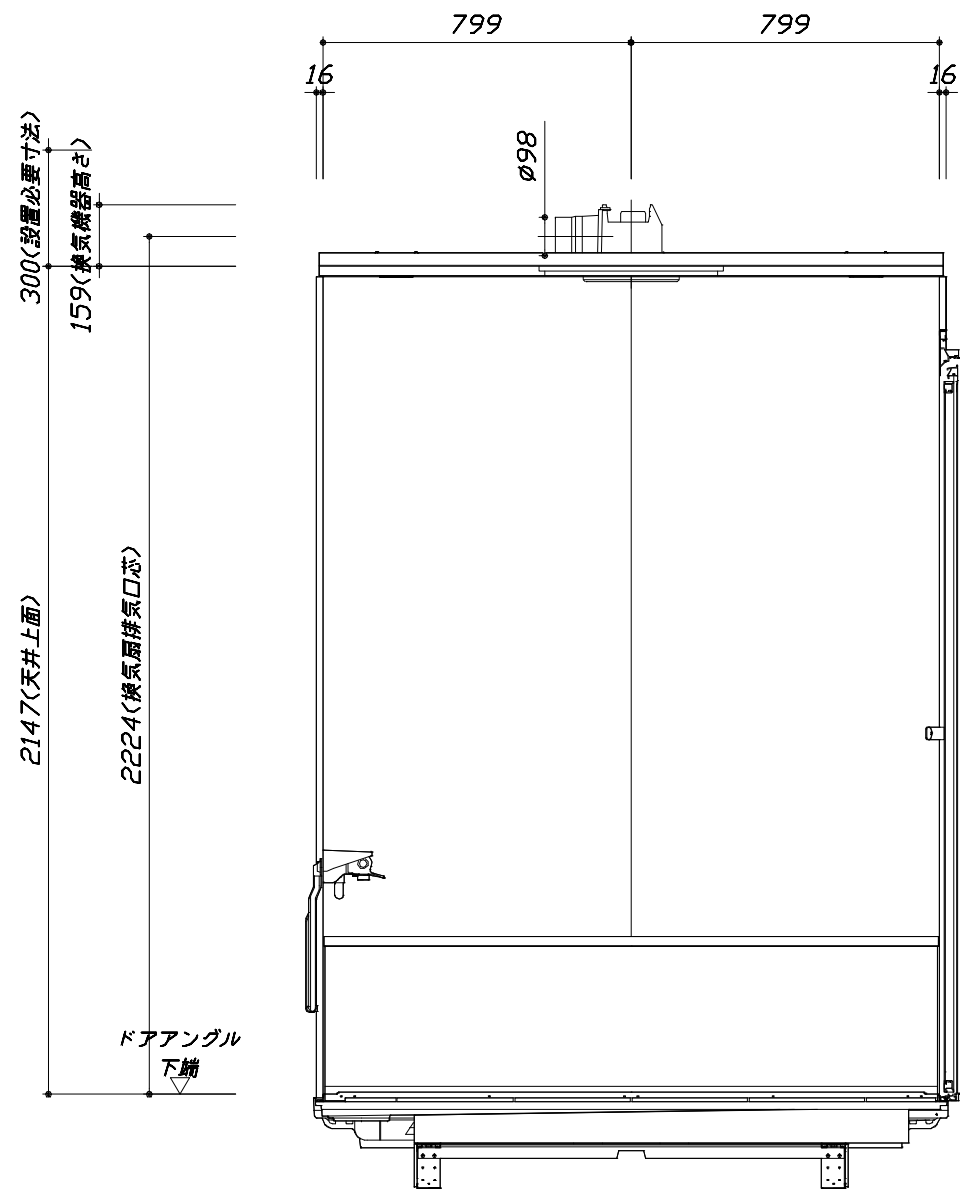 799
799
16
16
ø98
300(設置必要寸法)
159(換気機器高さ)
2147(天井上面)
2224(換気扇排気口芯)
ドアアングル
下端